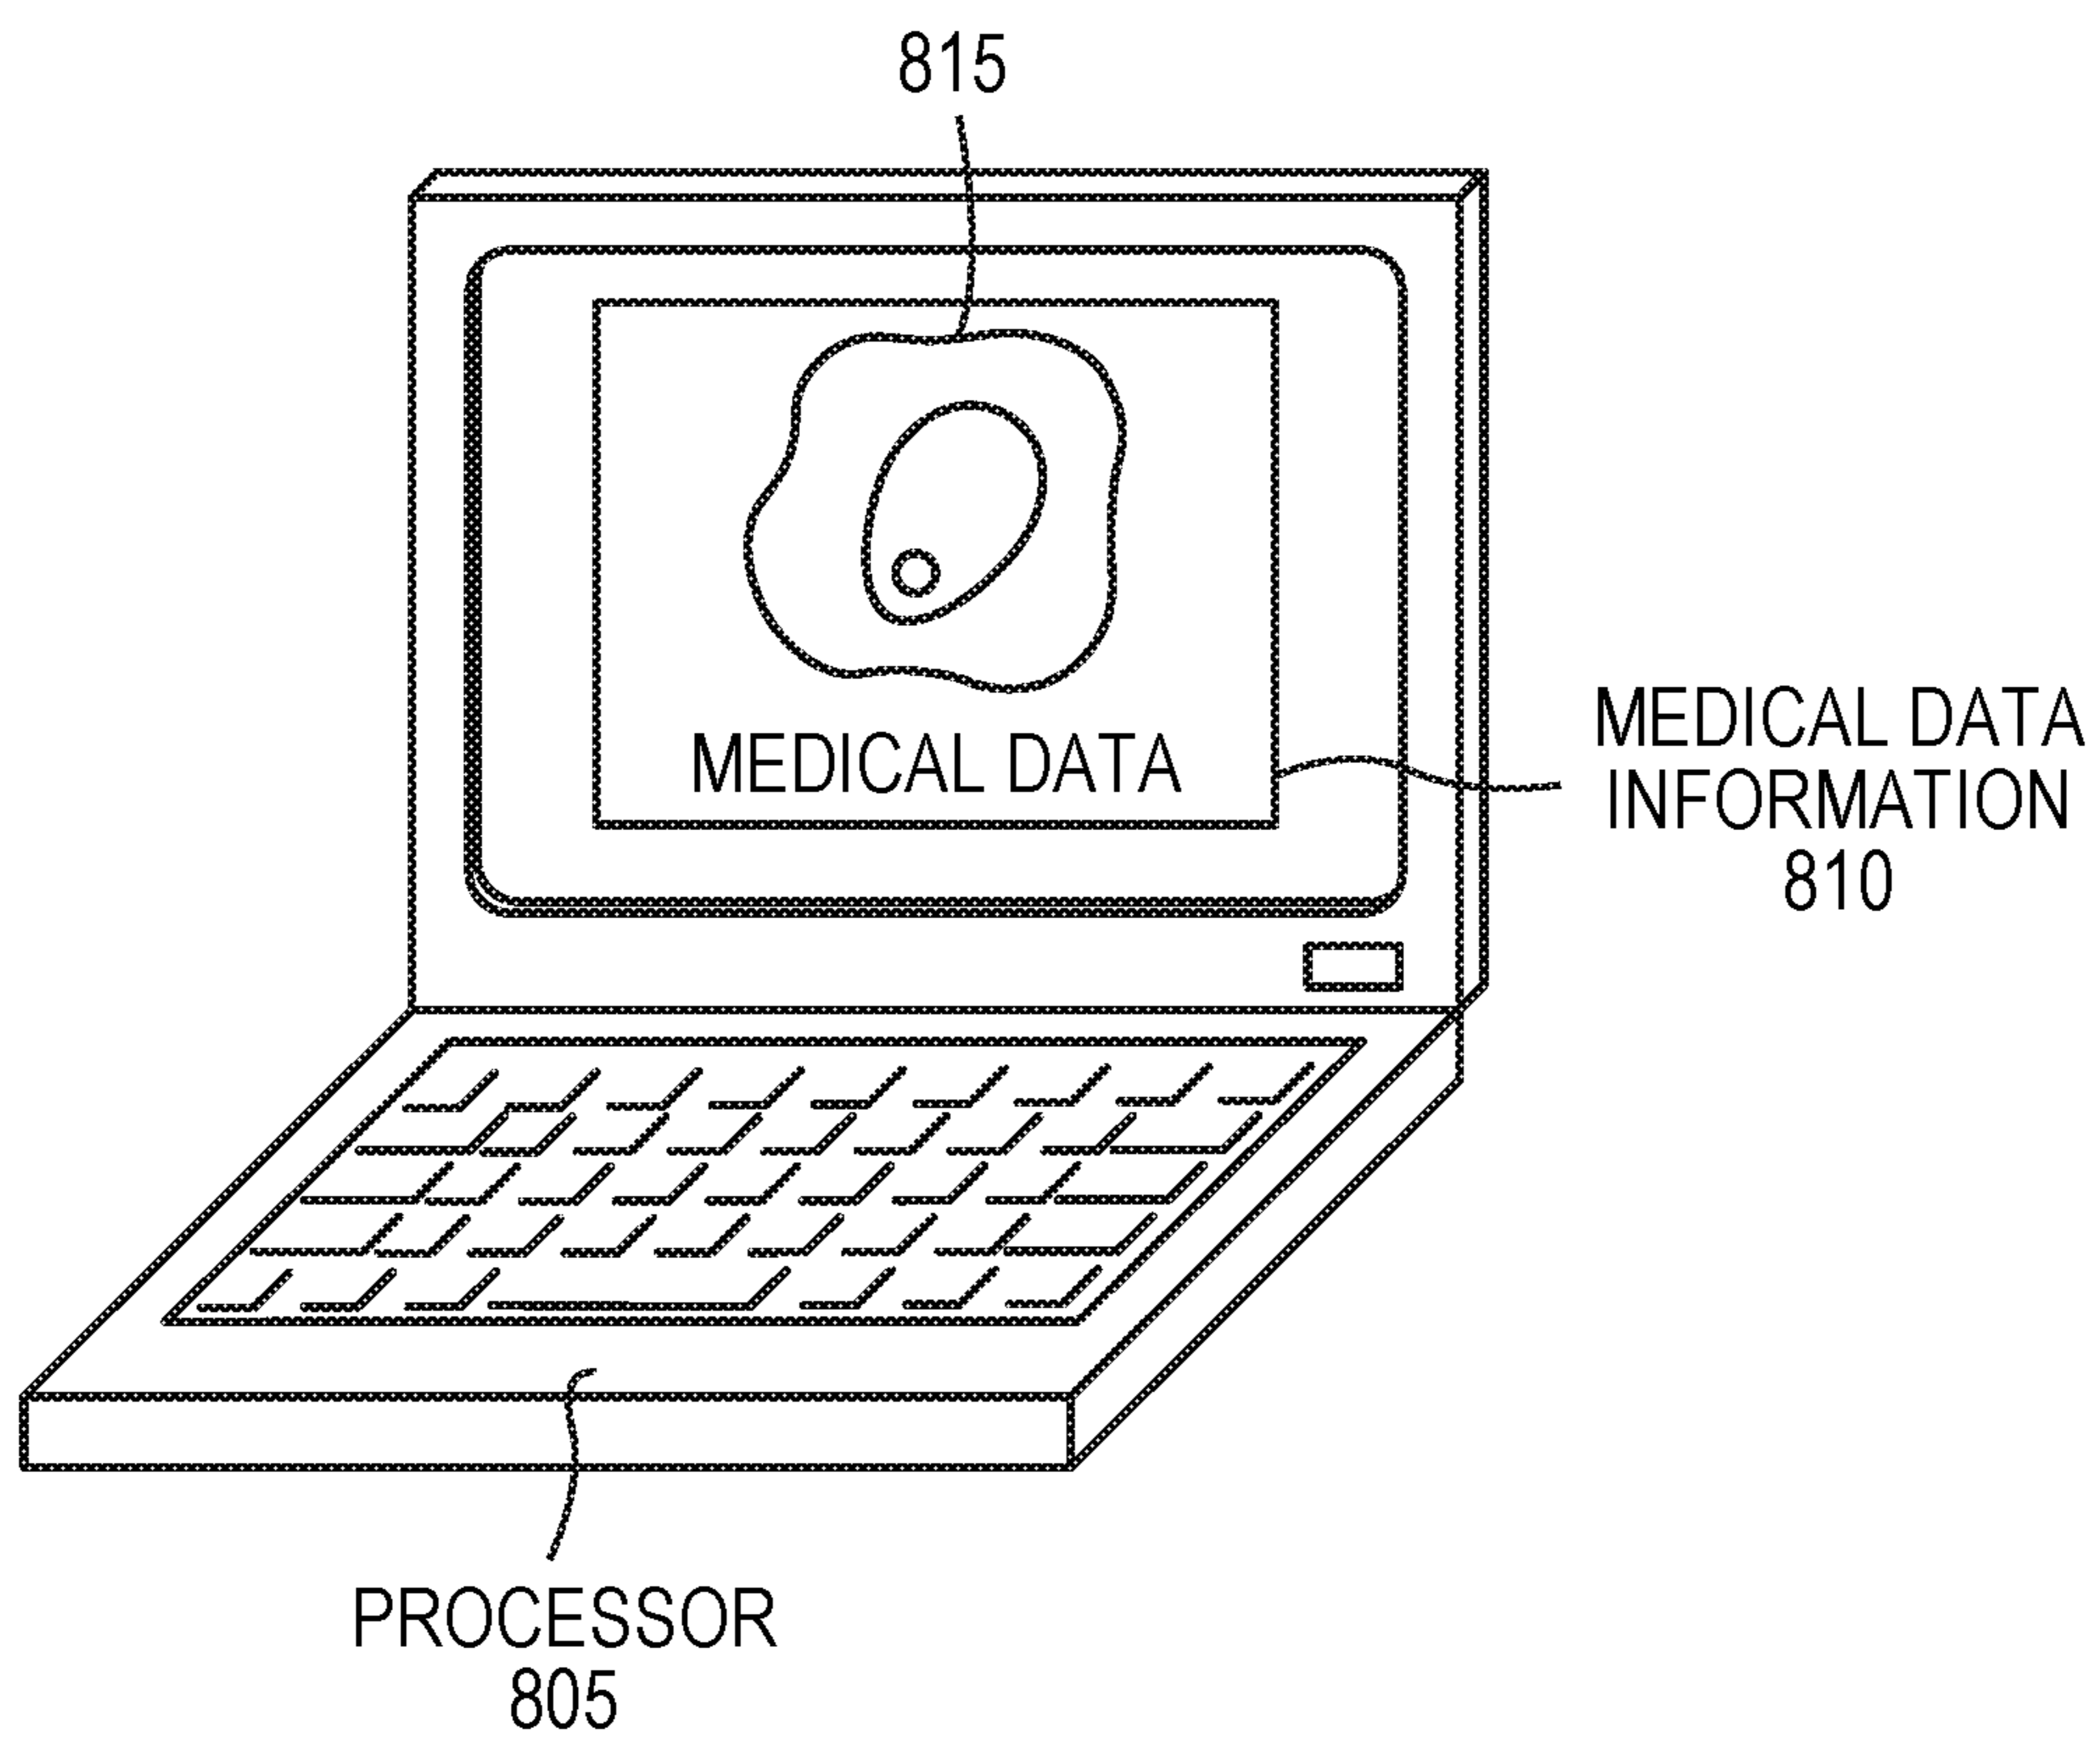 815
MEDICAL DATA
MEDICAL DATA
INFORMATION
810
PROCESSOR
805